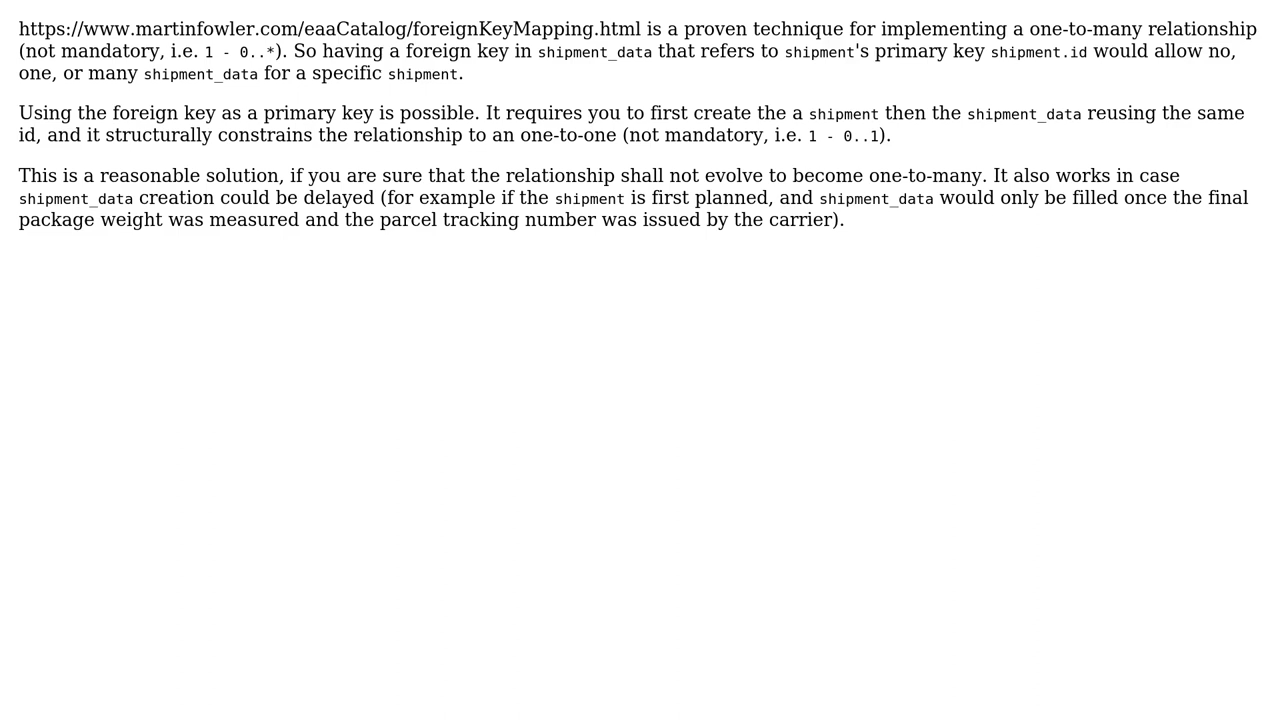 https://www.martinfowler.com/eaaCatalog/foreignKeyMapping.html is a proven technique for implementing a one-to-many relationship
(not mandatory, i.e. 1 - 0..*). So having a foreign key in shipment_data that refers to shipment's primary key shipment.id would allow no,
one, or many shipment_data for a specific shipment.
Using the foreign key as a primary key is possible. It requires you to first create the a shipment then the shipment_data reusing the same
id, and it structurally constrains the relationship to an one-to-one (not mandatory, i.e. 1 - 0..1).
This is a reasonable solution, if you are sure that the relationship shall not evolve to become one-to-many. It also works in case
shipment_data creation could be delayed (for example if the shipment is first planned, and shipment_data would only be filled once the final
package weight was measured and the parcel tracking number was issued by the carrier).